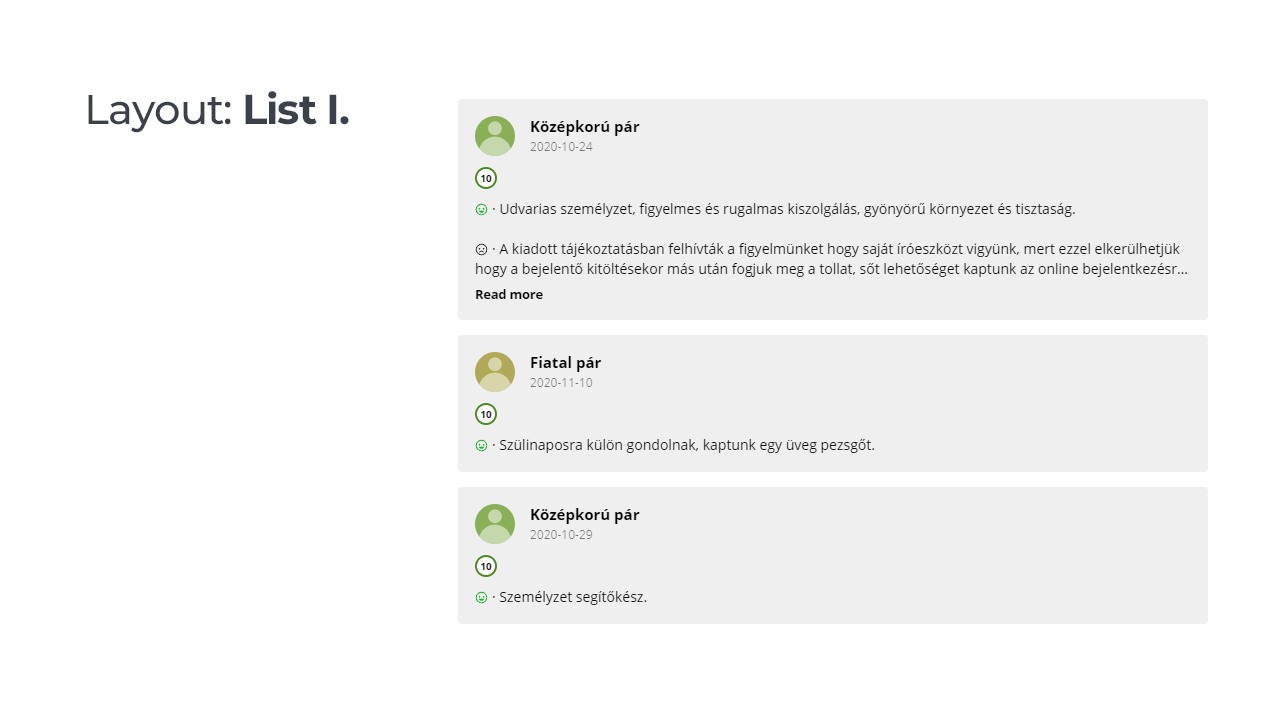 Layout: List I.
Középkorú pár
2020-10-24
10
· Udvarias személyzet, figyelmes és rugalmas kiszolgálás, gyönyörű környezet és tisztaság.
· A kiadott tájékoztatásban felhívták a figyelmünket hogy saját íróeszközt vigyünk, mert ezzel elkerülhetjük
hogy a bejelentő kitöltésekor más után fogjuk meg a tollat, sőt lehetőséget kaptunk az online bejelentkezésr...
Read more
Fiatal pár
2020-11-10
10
· Szülinaposra külön gondolnak, kaptunk egy üveg pezsgőt.
Középkorú pár
2020-10-29
10
· Személyzet segítőkész.